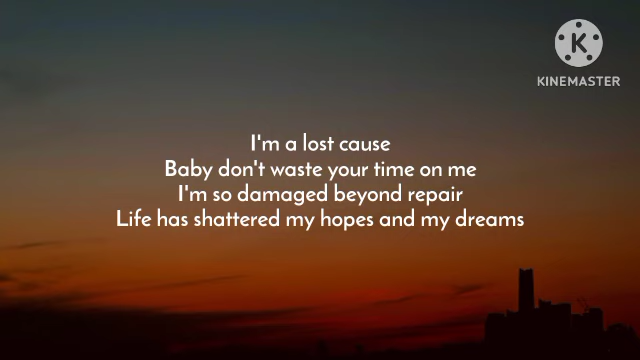 KINEMASTER
I'm a lost cause
Baby don't waste your time on me
I'm so damaged beyond repair
Life has shattered my hopes and my dreams